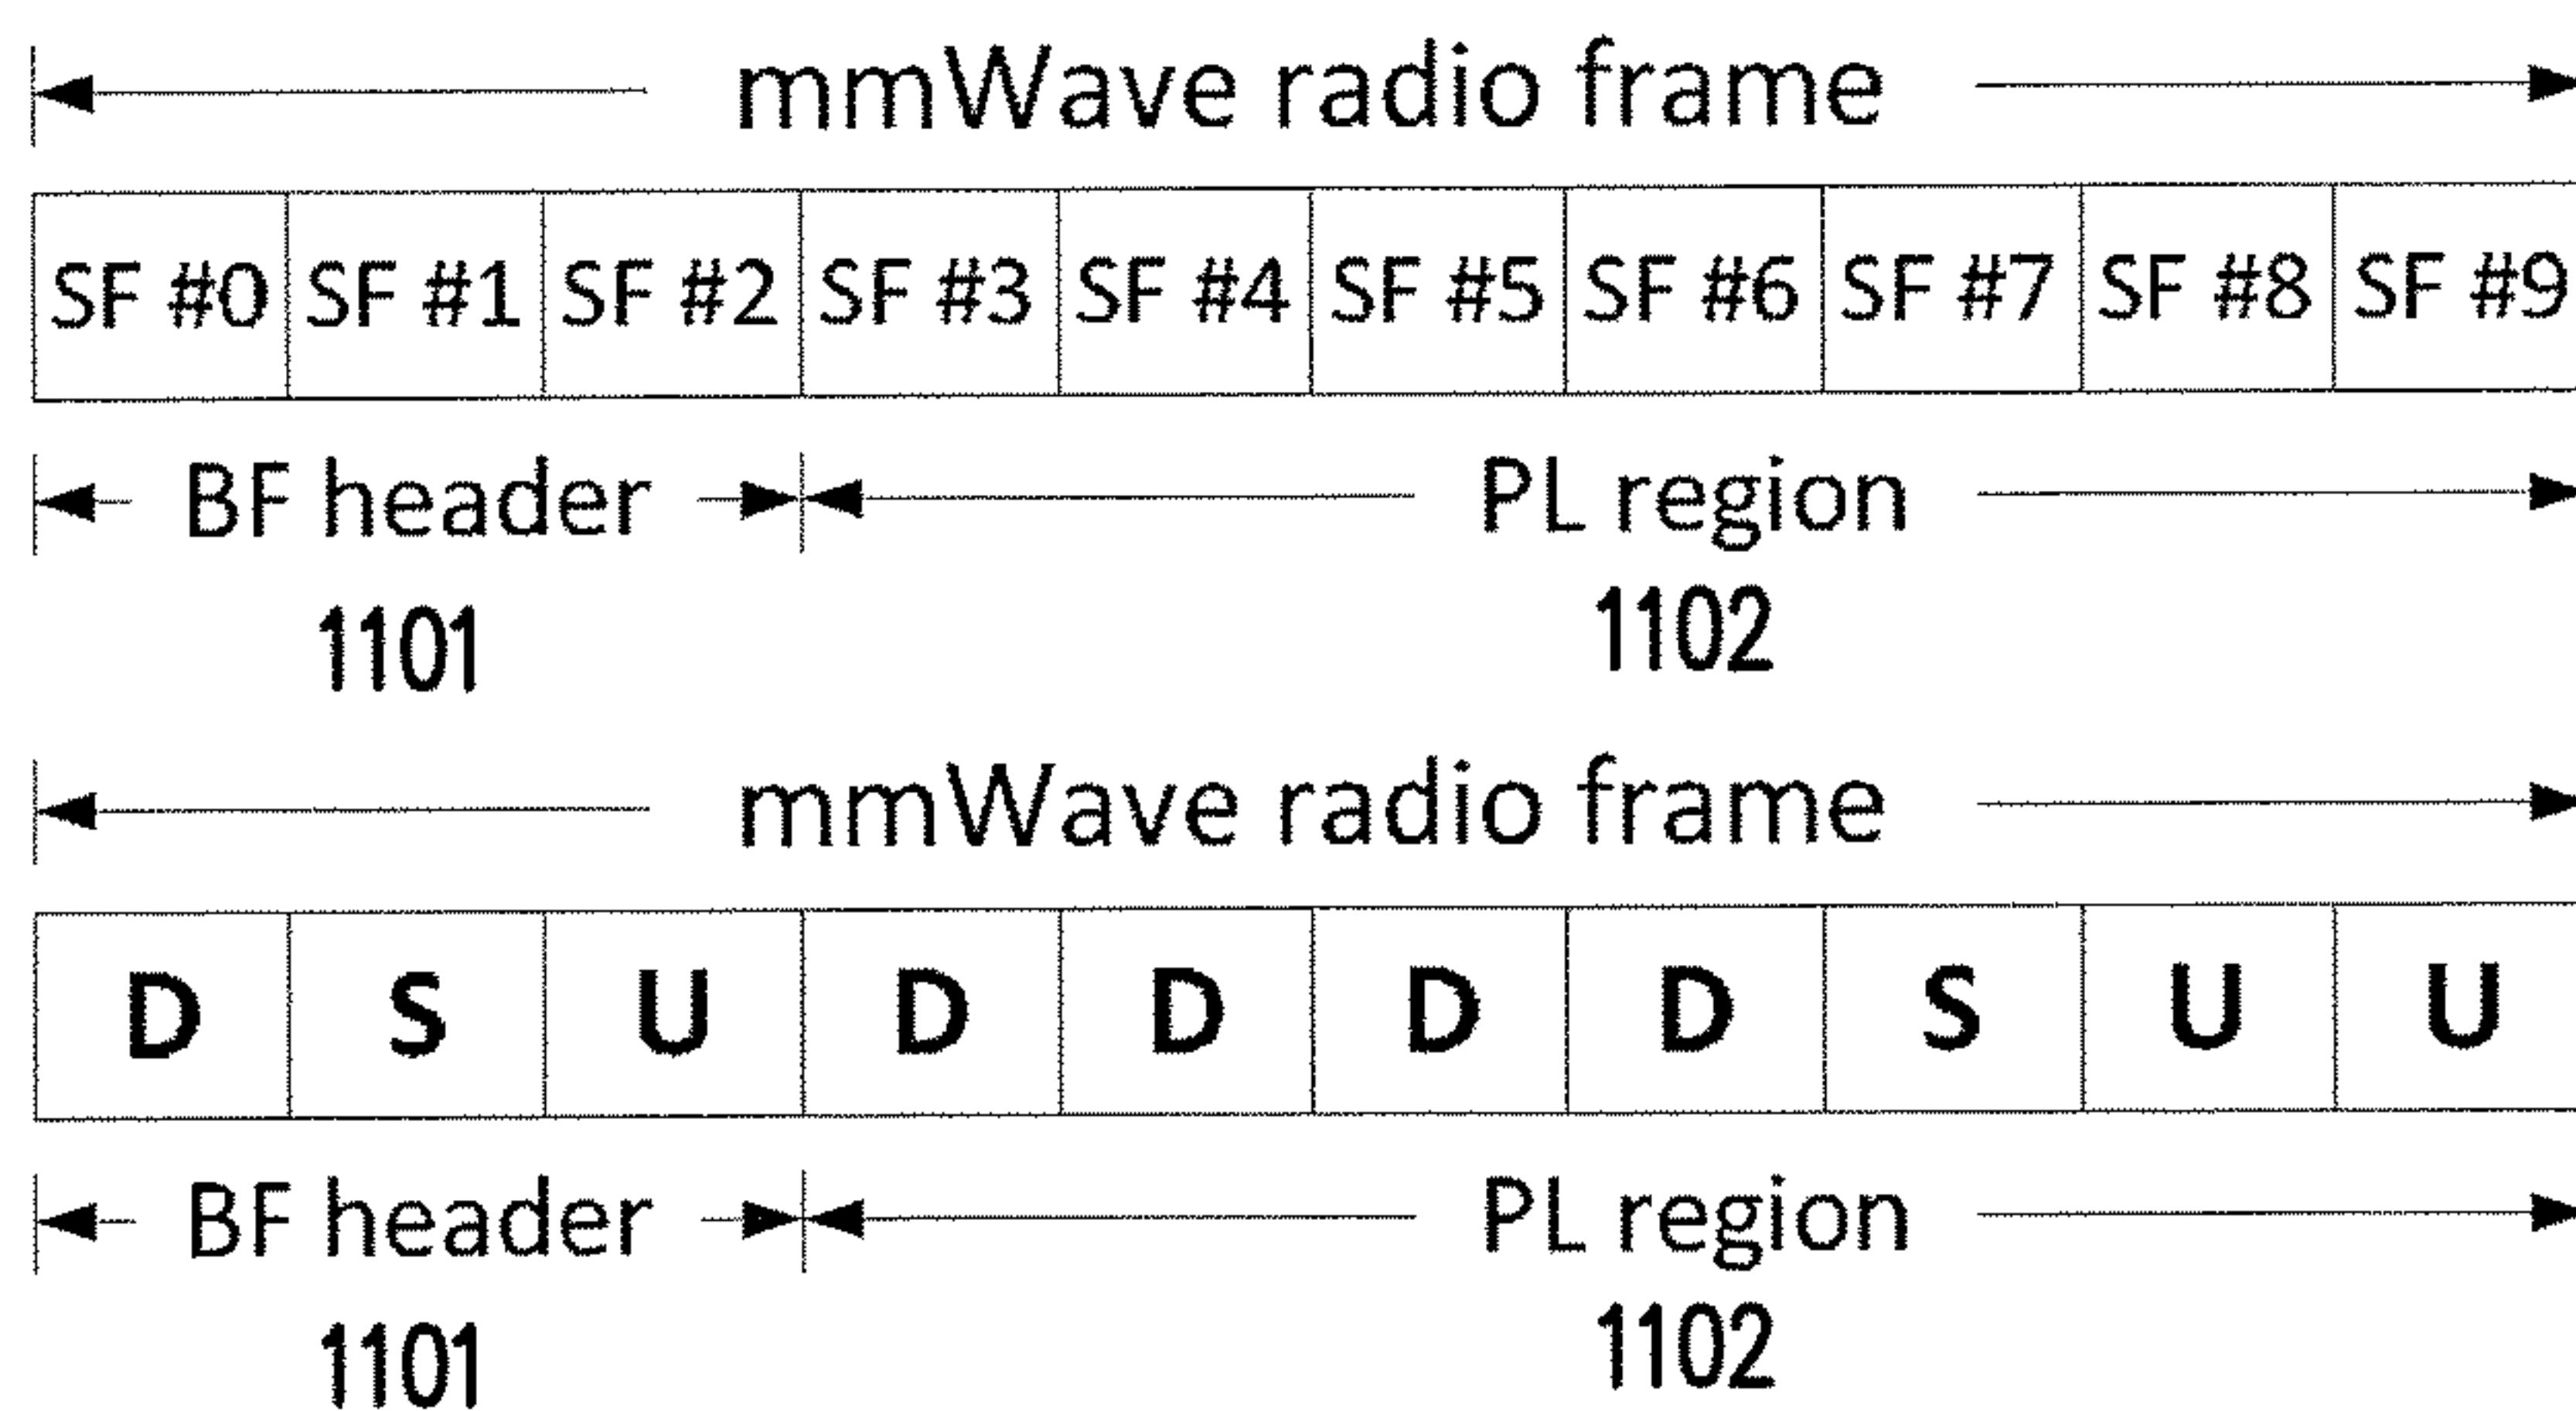 mmWave radio frame
SF #0 SF #1 SF #2 SF #3 SF #4 SF #5 SF #6 SF #7 SF #8 SF #9
BF header PL region
1101 1102
mmWave radio frame
D S U D D D D S U U
BF header PL region
1101 1102